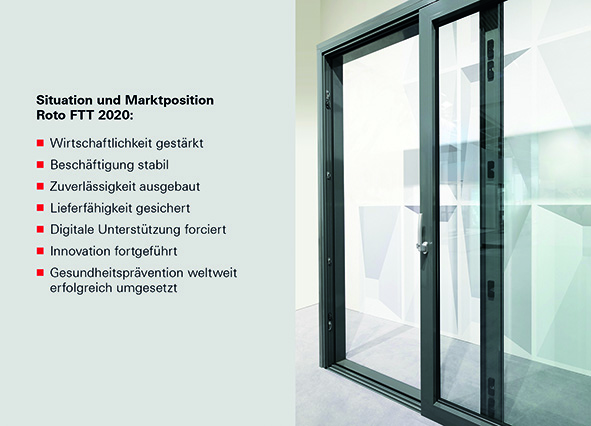 Situation und Marktposition
Roto FTT 2020:
■ Wirtschaftlichkeit gestärkt
■ Beschäftigung stabil
■ Zuverlässigkeit ausgebaut
■ Lieferfähigkeit gesichert
■ Digitale Unterstützung forciert
■ Innovation fortgeführt
■ Gesundheitsprävention weltweit
erfolgreich umgesetzt